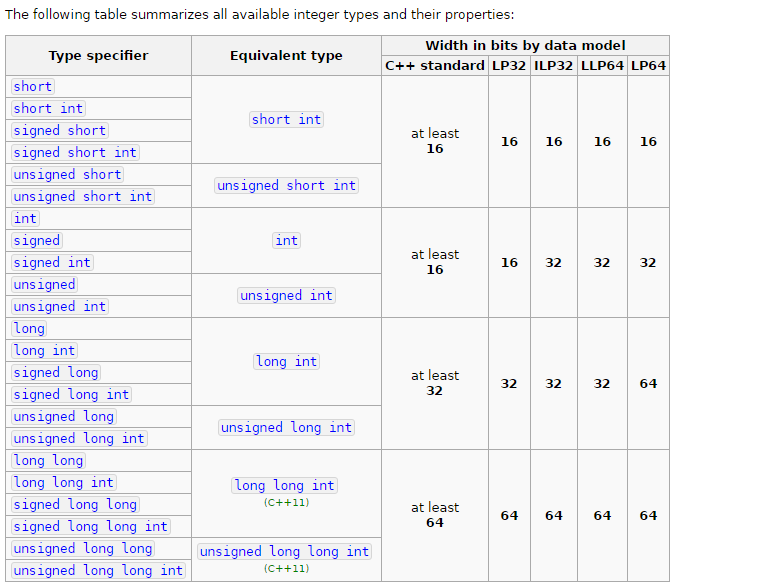 The following table summarizes all available integer types and their properties:
Type specifier Equivalent type Width in bits by data model
C++ standard LP32 ILP32 LLP64 LP64
short
short int
signed short
signed short int
short int
unsigned short
unsigned short int
unsigned short int
at least
16 16 16 16 16
int
signed
signed int
int
unsigned
unsigned int
unsigned int
at least
16 16 32 32 32
long
long int
signed long
signed long int
long int
unsigned long
unsigned long int
unsigned long int
at least
32 32 32 32 64
long long
long long int
signed long long
signed long long int
long long int
(C++11)
unsigned long long
unsigned long long int
unsigned long long int
(C++11)
at least
64 64 64 64 64